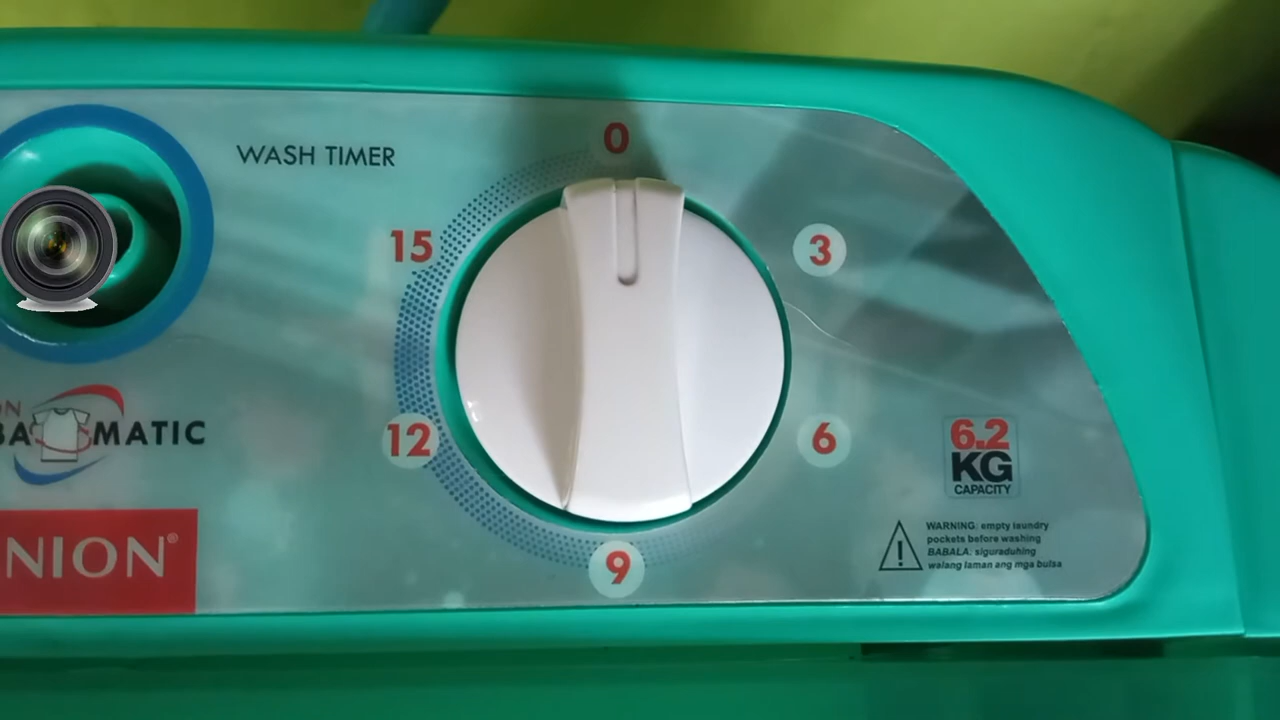 WASH TIMER
0
3
6
9
12
15
MATIC
NION®
6.2
KG
CAPACITY
WARNING: empty laundry
pockets before washing
BABALA: siguraduhing
walang laman ang mga bulsa